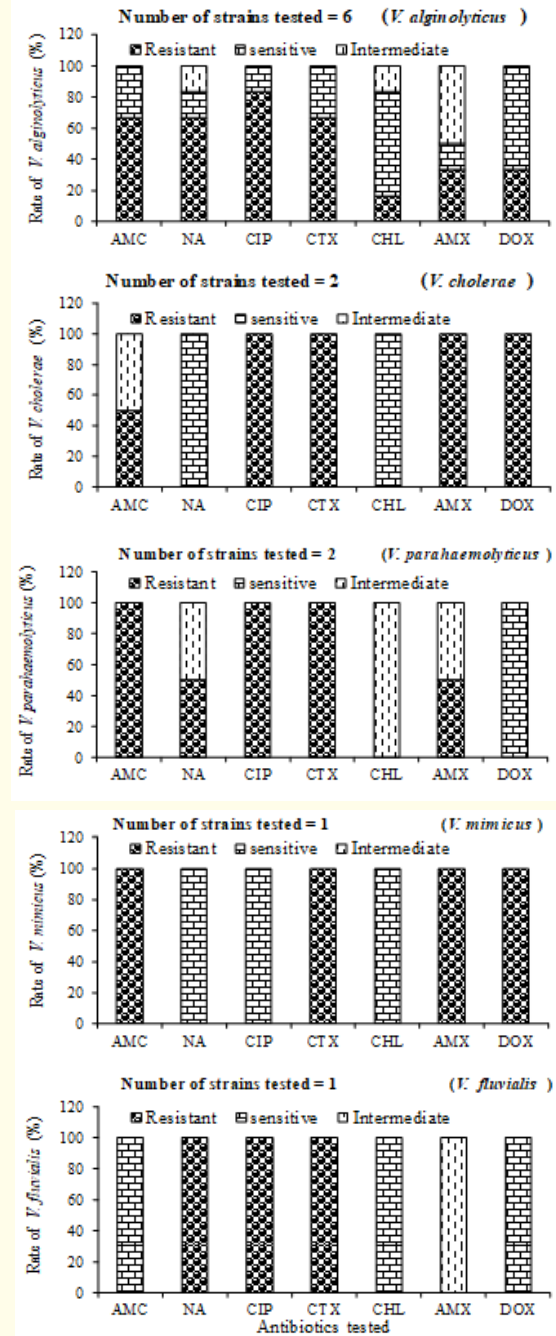 Number of strains tested = 6 (V. alginolyticus )
Resistant sensitive Intermediate
Rate of V. alginolyticus (%)
120
100
80
60
40
20
0
AMC NA CIP CTX CHL AMX DOX
Number of strains tested = 2 (V. cholerae )
Resistant sensitive Intermediate
Rate of V. cholerae (%)
120
100
80
60
40
20
0
AMC NA CIP CTX CHL AMX DOX
Number of strains tested = 2 (V. parahaemolyticus )
Resistant sensitive Intermediate
Rate of V. parahaemolyticus (%)
120
100
80
60
40
20
0
AMC NA CIP CTX CHL AMX DOX
Number of strains tested = 1 (V. mimicus )
Resistant sensitive Intermediate
Rate of V. mimicus (%)
120
100
80
60
40
20
0
AMC NA CIP CTX CHL AMX DOX
Number of strains tested = 1 (V. fluvialis )
Resistant sensitive Intermediate
Rate of V. fluvialis (%)
120
100
80
60
40
20
0
AMC NA CIP CTX CHL AMX DOX
Antibiotics tested